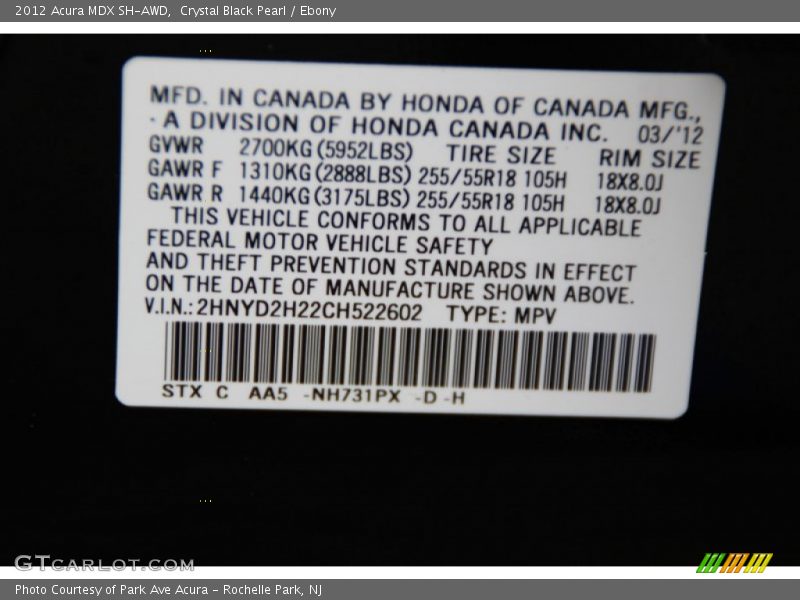 2012 Acura MDX SH-AWD,  Crystal Black Pearl / Ebony
MFD. IN CANADA BY HONDA OF CANADA MFG.,
- A DIVISION OF HONDA CANADA INC.  03/'12
GVWR  2700KG (5952LBS)  TIRE SIZE  RIM SIZE
GAWR F  1310KG (2888LBS) 255/55R18 105H  18X8.0J
GAWR R  1440KG (3175LBS) 255/55R18 105H  18X8.0J
THIS VEHICLE CONFORMS TO ALL APPLICABLE
FEDERAL MOTOR VEHICLE SAFETY
AND THEFT PREVENTION STANDARDS IN EFFECT
ON THE DATE OF MANUFACTURE SHOWN ABOVE.
V.I.N.: 2HNYD2H22CH522602  TYPE: MPV
STX  C  AA5  -NH731PX  -D -H
GTCARLOT.COM
Photo Courtesy of Park Ave Acura - Rochelle Park, NJ